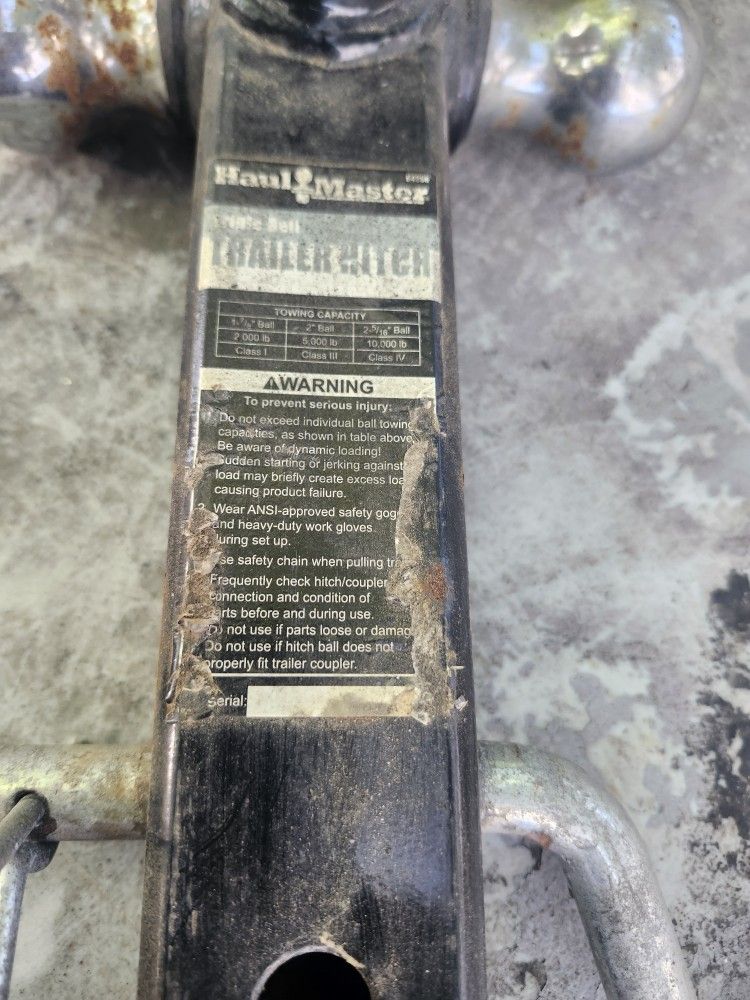 Haul Master
Triple Ball
TRAILER HITCH
TOWING CAPACITY
1-7/8" Ball 2" Ball 2-5/16" Ball
2,000 lb 5,000 lb 10,000 lb
Class I Class III Class IV
⚠WARNING
To prevent serious injury:
Do not exceed individual ball towing
capacities, as shown in table above
Be aware of dynamic loading!
Sudden starting or jerking against
load may briefly create excess loa
causing product failure.
Wear ANSI-approved safety gog
and heavy-duty work gloves
during set up.
se safety chain when pulling tr
Frequently check hitch/coupler
connection and condition of
arts before and during use.
Do not use if parts loose or damag
Do not use if hitch ball does not
properly fit trailer coupler.
Serial: